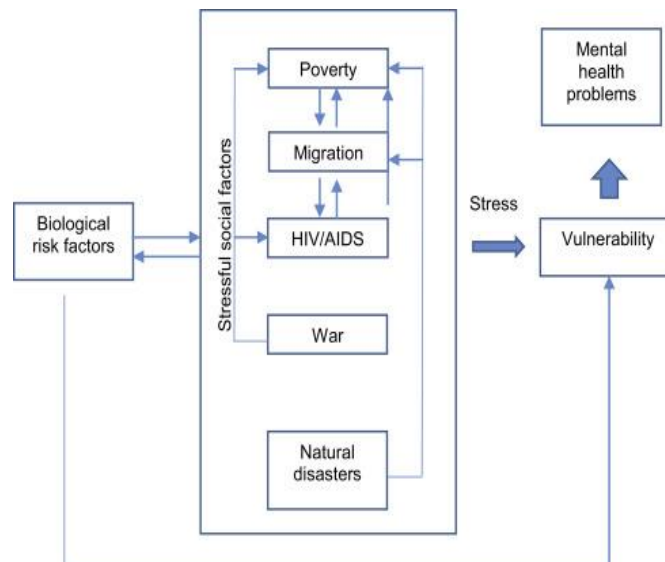 Poverty
Migration
HIV/AIDS
War
Natural
disasters
Stressful social factors
Biological
risk factors
Stress
Vulnerability
Mental
health
problems